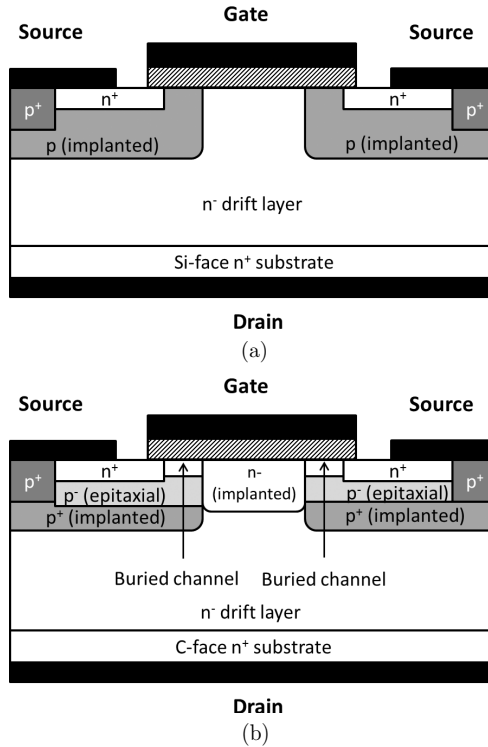 Gate
Source Source
n⁺ n⁺
p⁺ p⁺
p (implanted) p (implanted)
n⁻ drift layer
Si-face n⁺ substrate
Drain
(a)
Gate
Source Source
n⁺ n- n⁺
p⁺ p⁻ (epitaxial) (implanted) p⁻ (epitaxial) p⁺
p⁺ (implanted) p⁺ (implanted)
Buried channel Buried channel
n⁻ drift layer
C-face n⁺ substrate
Drain
(b)